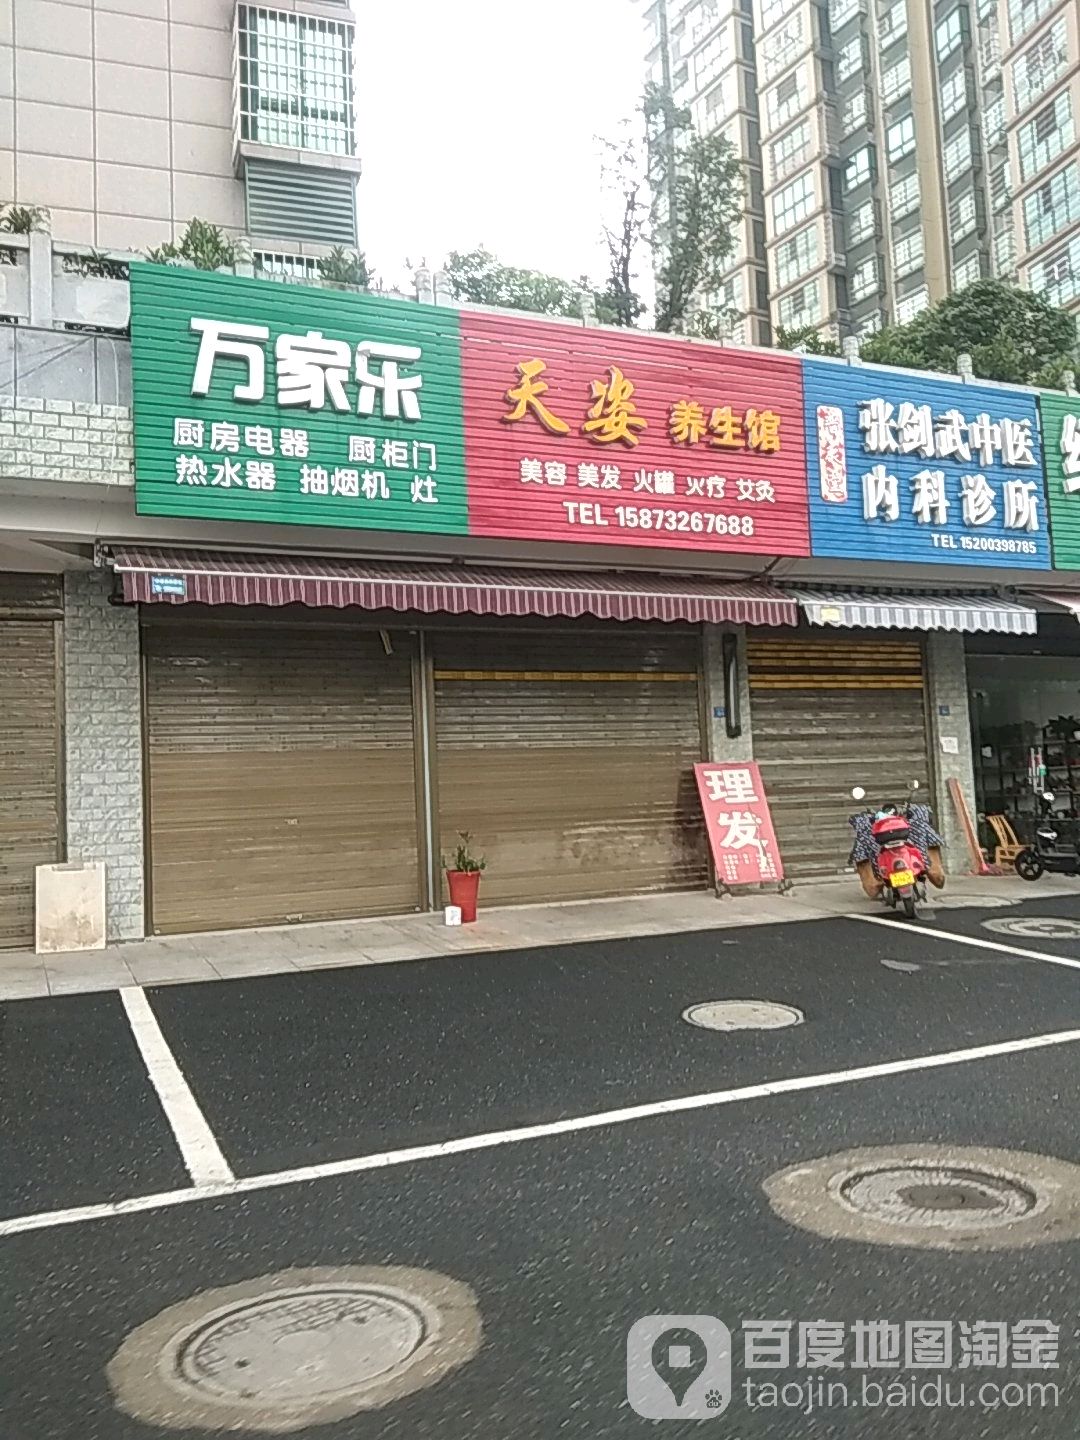 万家乐
厨房电器 厨柜门
热水器 抽烟机 灶
天姿 养生馆
美容 美发 火罐 火疗 艾灸
TEL 15873267688
张剑武中医
内科诊所
TEL 15200398785
理发
百度地图淘金
taojin.baidu.com